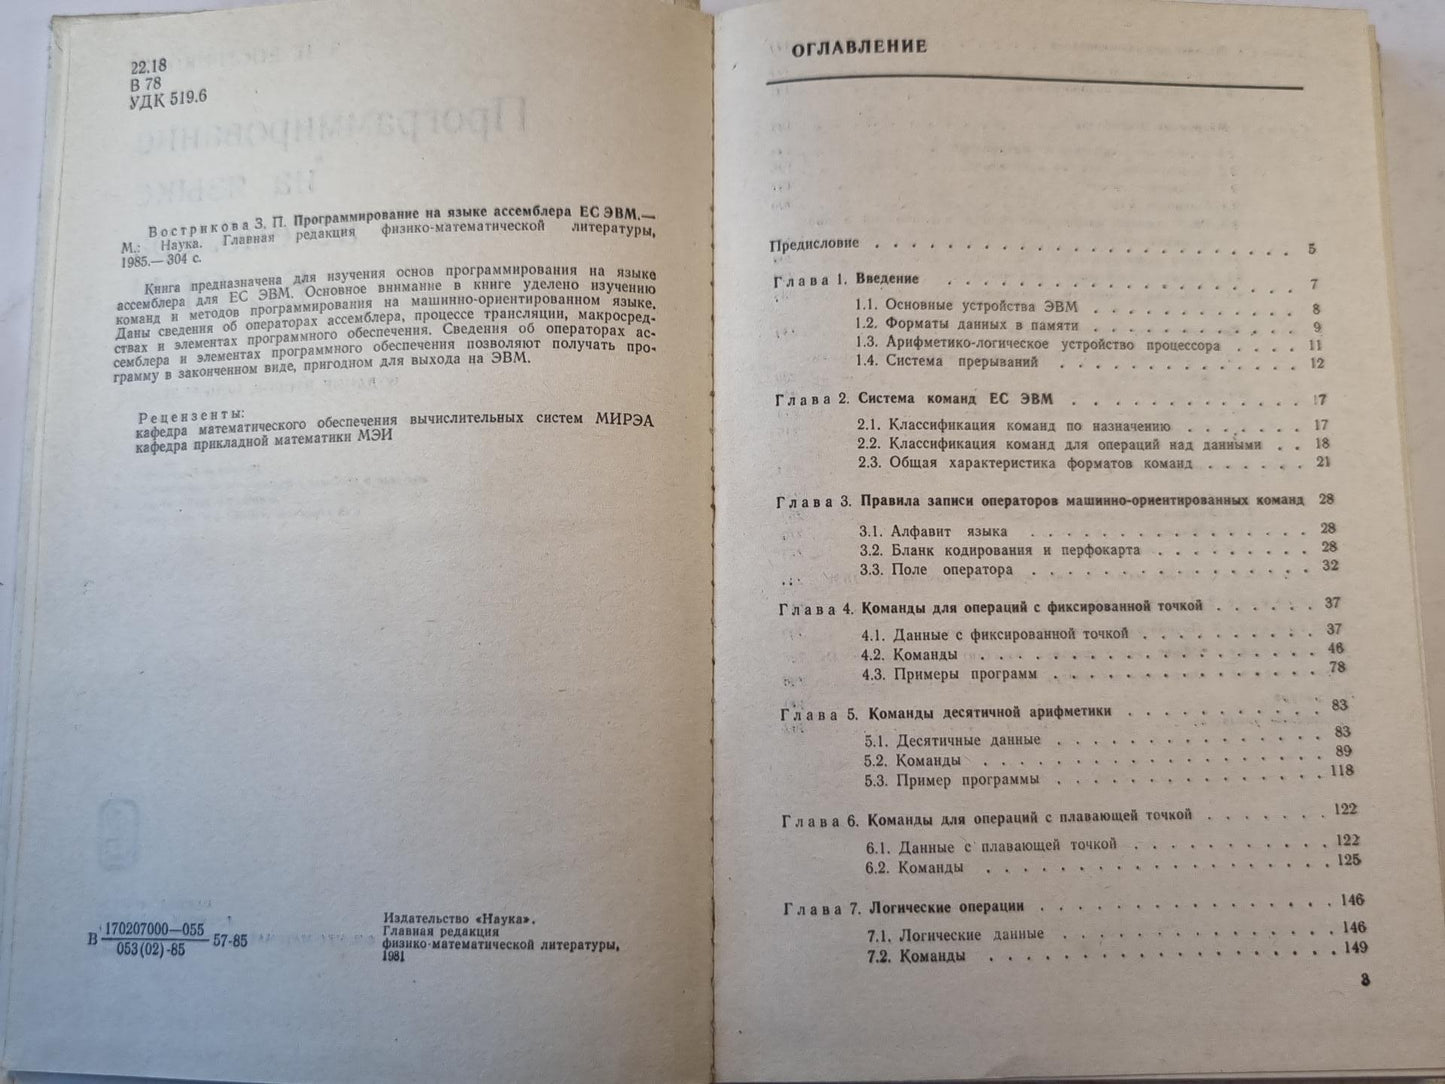 22.18
В 78
УДК 519.6
Вострикова З. П. Программирование на языке ассемблера ЕС ЭВМ.—
М.: Наука. Главная редакция физико-математической литературы,
1985.— 304 с.
Книга предназначена для изучения основ программирования на языке
ассемблера для ЕС ЭВМ. Основное внимание в книге уделено изучению
команд и методов программирования на машинно-ориентированном языке.
Даны сведения об операторах ассемблера, процессе трансляции, макросред-
ствах и элементах программного обеспечения. Сведения об операторах ас-
семблера и элементах программного обеспечения позволяют получать про-
грамму в законченном виде, пригодном для выхода на ЭВМ.
Рецензенты:
кафедра математического обеспечения вычислительных систем МИРЭА
кафедра прикладной математики МЭИ
В 170207000—055 / 053(02)-85 57-85
Издательство «Наука».
Главная редакция
физико-математической литературы,
1981
ОГЛАВЛЕНИЕ
Предисловие . . . . . . . . . . . . . . . . . . . 5
Глава 1. Введение . . . . . . . . . . . . . . . . . 7
1.1. Основные устройства ЭВМ . . . . . . . . . . . 8
1.2. Форматы данных в памяти . . . . . . . . . . . 9
1.3. Арифметико-логическое устройство процессора . . . . 11
1.4. Система прерываний . . . . . . . . . . . . . 12
Глава 2. Система команд ЕС ЭВМ . . . . . . . . . . . . 17
2.1. Классификация команд по назначению . . . . . . . 17
2.2. Классификация команд для операций над данными . . 18
2.3. Общая характеристика форматов команд . . . . . . 21
Глава 3. Правила записи операторов машинно-ориентированных команд 28
3.1. Алфавит языка . . . . . . . . . . . . . . . 28
3.2. Бланк кодирования и перфокарта . . . . . . . . . 28
3.3. Поле оператора . . . . . . . . . . . . . . . 32
Глава 4. Команды для операций с фиксированной точкой . . . . . . 37
4.1. Данные с фиксированной точкой . . . . . . . . . 37
4.2. Команды . . . . . . . . . . . . . . . . . 46
4.3. Примеры программ . . . . . . . . . . . . . . 78
Глава 5. Команды десятичной арифметики . . . . . . . . . . . 83
5.1. Десятичные данные . . . . . . . . . . . . . . 83
5.2. Команды . . . . . . . . . . . . . . . . . 89
5.3. Пример программы . . . . . . . . . . . . . . 118
Глава 6. Команды для операций с плавающей точкой . . . . . . . 122
6.1. Данные с плавающей точкой . . . . . . . . . . 122
6.2. Команды . . . . . . . . . . . . . . . . . 125
Глава 7. Логические операции . . . . . . . . . . . . . . . 146
7.1. Логические данные . . . . . . . . . . . . . . 146
7.2. Команды . . . . . . . . . . . . . . . . . 149
3